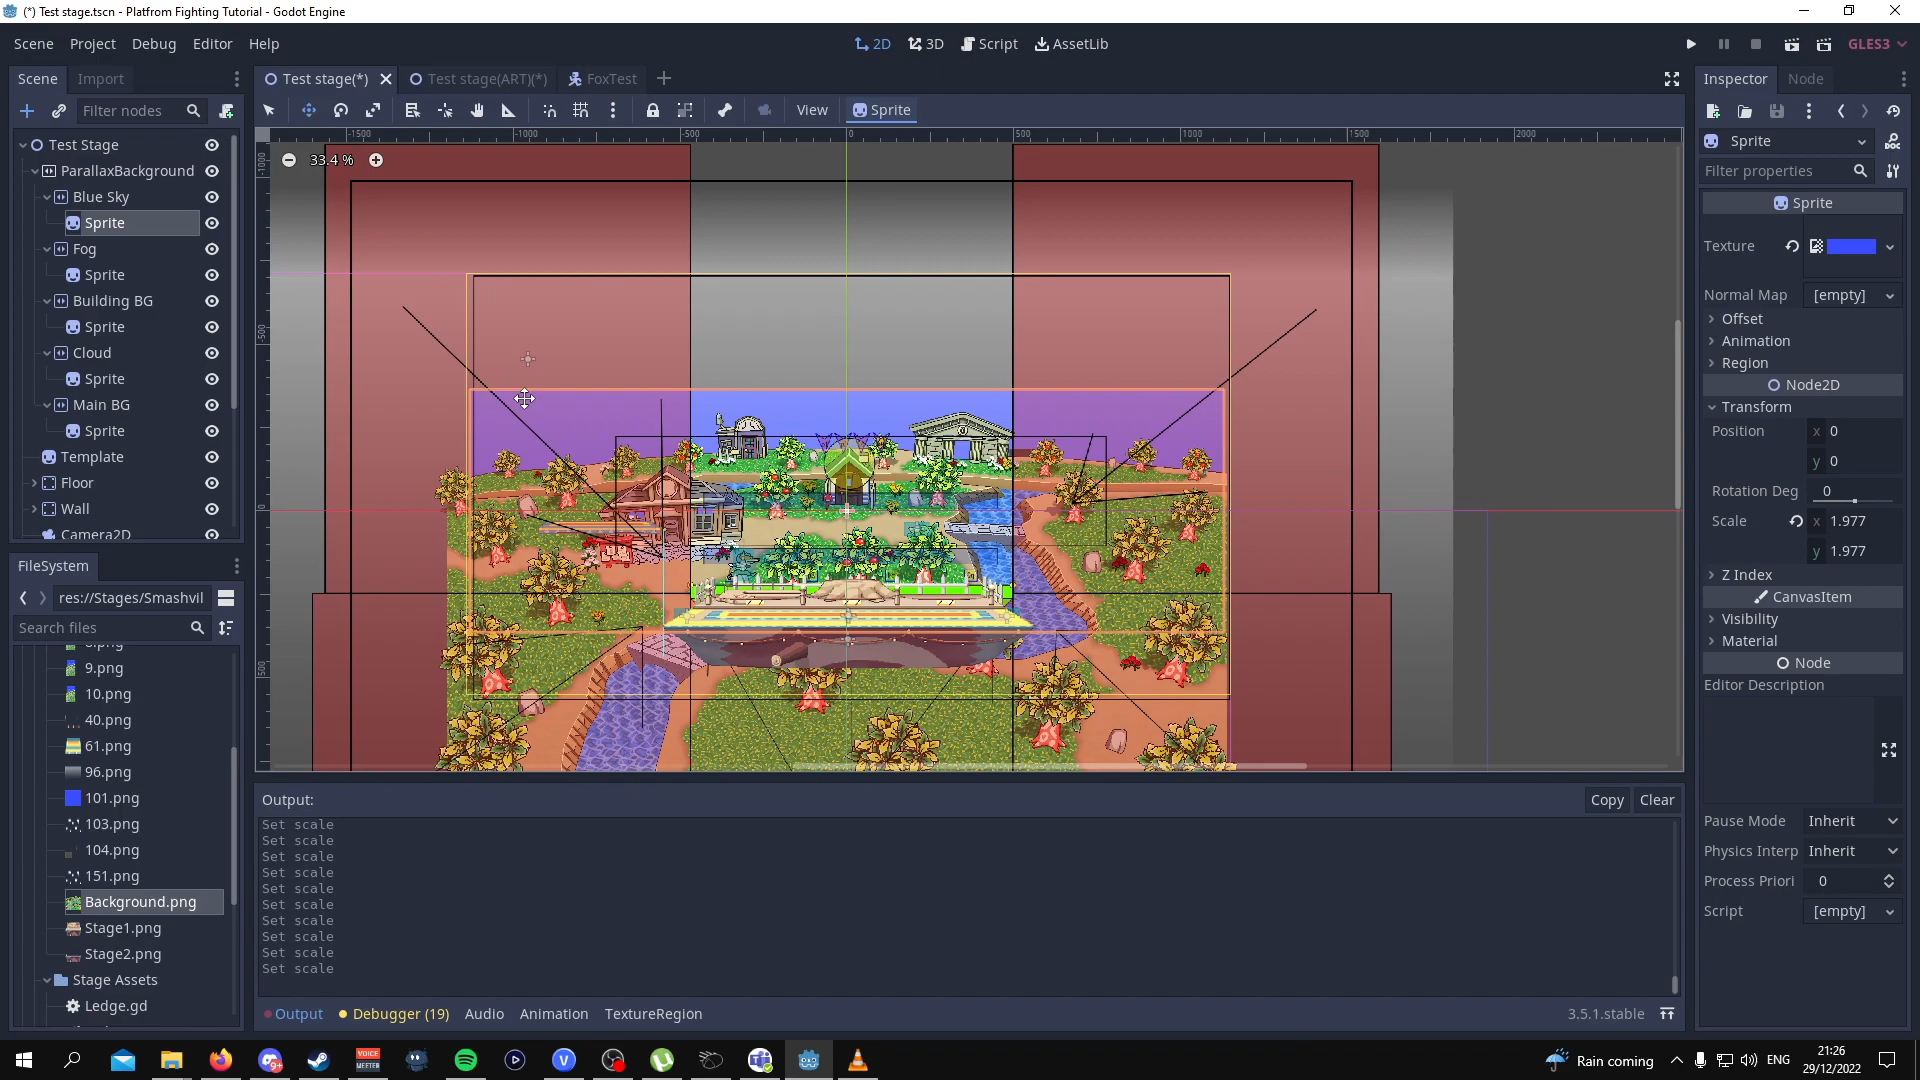 (*) Test stage.tscn - Platfrom Fighting Tutorial - Godot Engine
Scene Project Debug Editor Help
2D 3D Script AssetLib
GLES3
Scene Import
Test stage(*) Test stage(ART)(*) FoxTest
Inspector Node
Filter nodes
View Sprite
Test Stage
ParallaxBackground
Blue Sky
Sprite
Fog
Sprite
Building BG
Sprite
Cloud
Sprite
Main BG
Sprite
Template
Floor
Wall
Camera2D
-1500 -1000 -500 0 500 1000 1500 2000
-1000
-500
0
500
33.4 %
Sprite
Filter properties
Sprite
Texture
Normal Map [empty]
Offset
Animation
Region
Node2D
Transform
Position x 0
y 0
Rotation Deg 0
Scale x 1.977
y 1.977
Z Index
CanvasItem
Visibility
Material
Node
Editor Description
Pause Mode Inherit
Physics Interp Inherit
Process Priori 0
Script [empty]
FileSystem
res://Stages/Smashvil
Search files
9.png
10.png
40.png
61.png
96.png
101.png
103.png
104.png
151.png
Background.png
Stage1.png
Stage2.png
Stage Assets
Ledge.gd
Output:
Copy Clear
Set scale
Set scale
Set scale
Set scale
Set scale
Set scale
Set scale
Set scale
Set scale
Set scale
Output Debugger (19) Audio Animation TextureRegion
3.5.1.stable
VOICE
MEETER
9+
Rain coming
ENG
21:26
29/12/2022